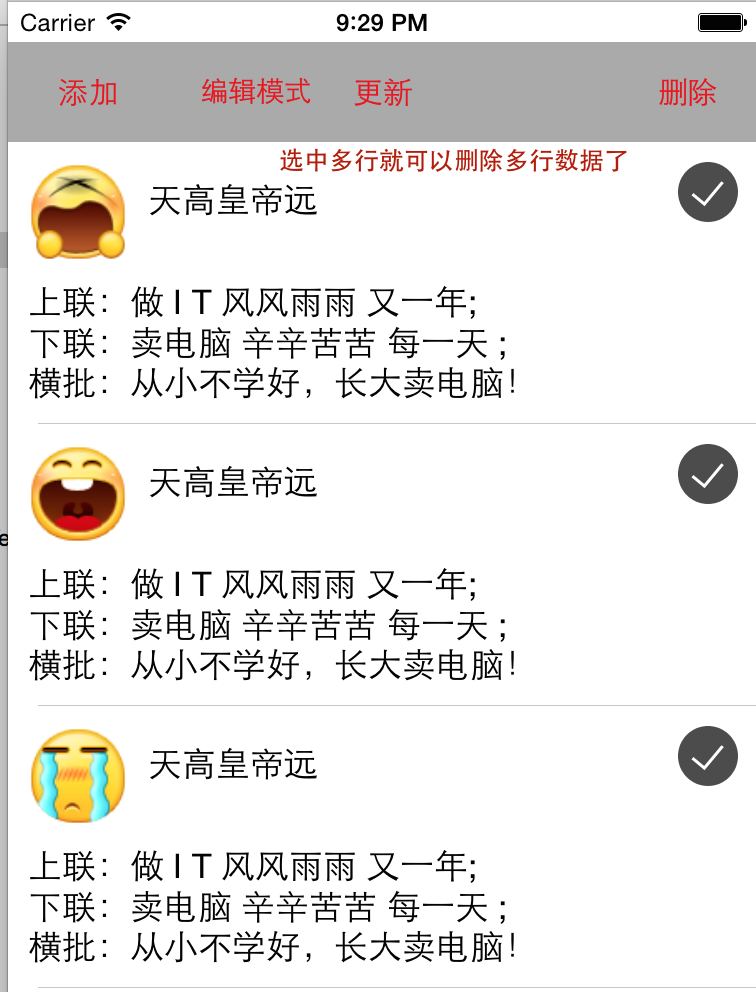 Carrier 9:29 PM
添加 编辑模式 更新 删除
选中多行就可以删除多行数据了
天高皇帝远
上联：做 I T 风风雨雨 又一年;
下联：卖电脑 辛辛苦苦 每一天 ;
横批：从小不学好，长大卖电脑！
天高皇帝远
上联：做 I T 风风雨雨 又一年;
下联：卖电脑 辛辛苦苦 每一天 ;
横批：从小不学好，长大卖电脑！
天高皇帝远
上联：做 I T 风风雨雨 又一年;
下联：卖电脑 辛辛苦苦 每一天 ;
横批：从小不学好，长大卖电脑！